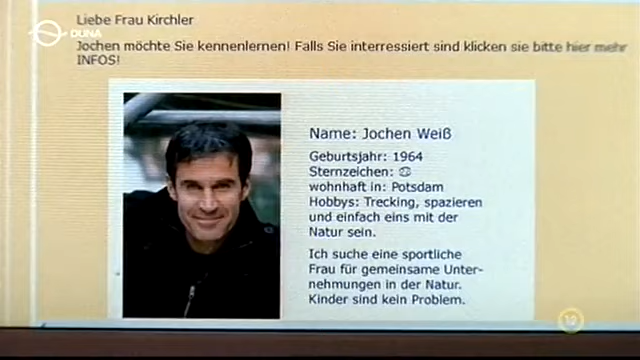 DUNA
Liebe Frau Kirchler
Jochen möchte Sie kennenlernen! Falls Sie interressiert sind klicken sie bitte hier mehr
INFOS!
Name: Jochen Weiß
Geburtsjahr: 1964
Sternzeichen: ♋
wohnhaft in: Potsdam
Hobbys: Trecking, spazieren
und einfach eins mit der
Natur sein.
Ich suche eine sportliche
Frau für gemeinsame Unter-
nehmungen in der Natur.
Kinder sind kein Problem.
12